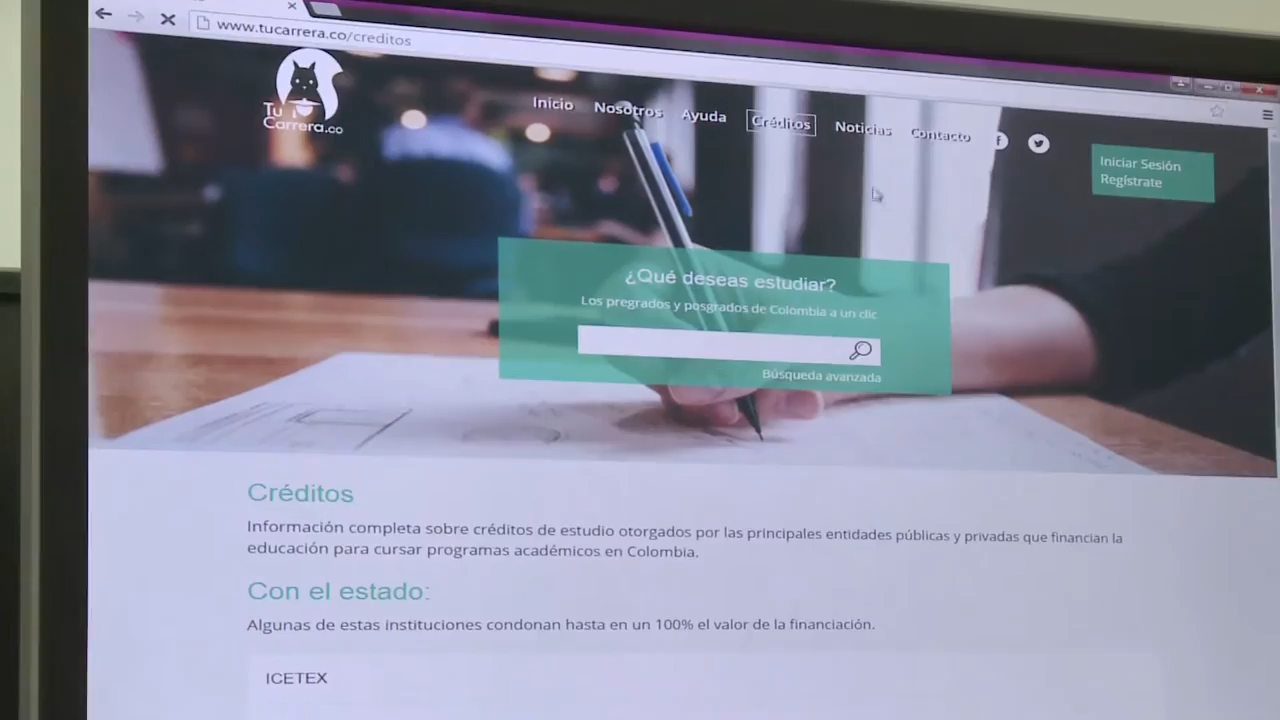 www.tucarrera.co/creditos
Tu
Carrera.co
Inicio Nosotros Ayuda Créditos Noticias Contacto
Iniciar Sesión
Regístrate
¿Qué deseas estudiar?
Los pregrados y posgrados de Colombia a un clic
Búsqueda avanzada
Créditos
Información completa sobre créditos de estudio otorgados por las principales entidades públicas y privadas que financian la
educación para cursar programas académicos en Colombia.
Con el estado:
Algunas de estas instituciones condonan hasta en un 100% el valor de la financiación.
ICETEX